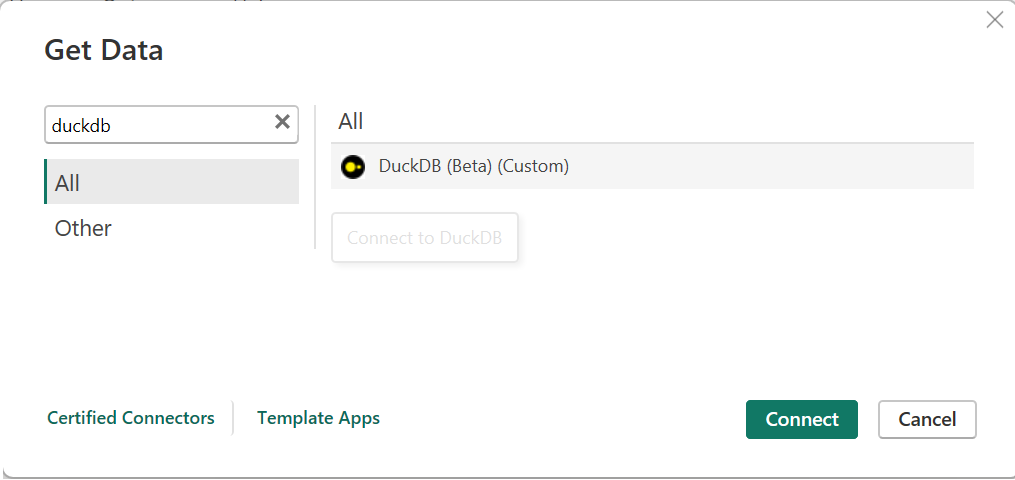 Get Data
duckdb
All
Other
All
DuckDB (Beta) (Custom)
Connect to DuckDB
Certified Connectors
Template Apps
Connect
Cancel